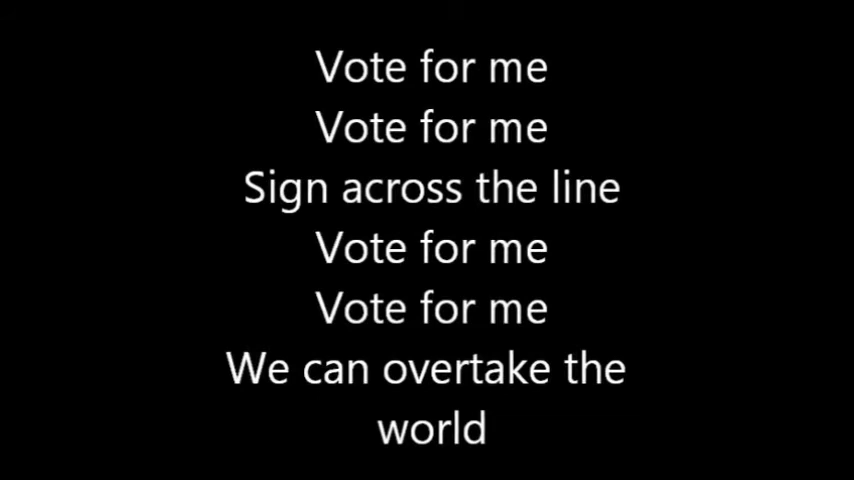 Vote for me
Vote for me
Sign across the line
Vote for me
Vote for me
We can overtake the
world